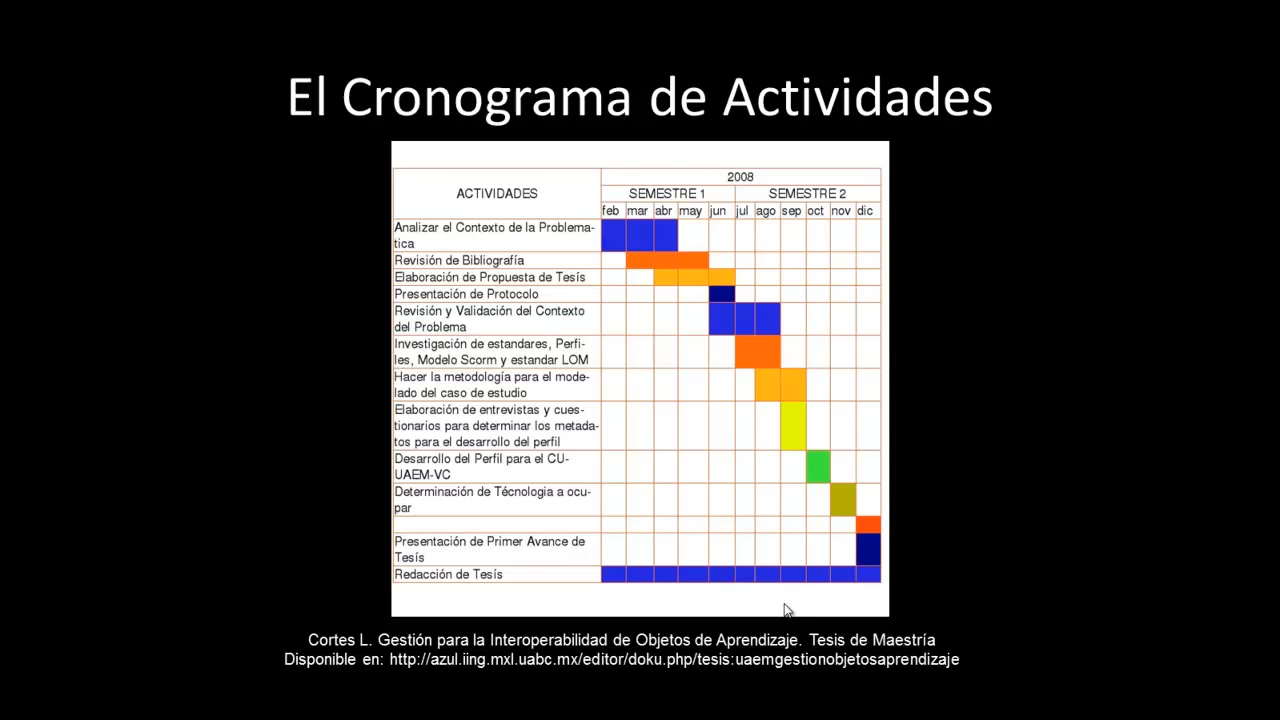 El Cronograma de Actividades
2008
ACTIVIDADES
SEMESTRE 1 SEMESTRE 2
feb mar abr may jun jul ago sep oct nov dic
Analizar el Contexto de la Problema-
tica
Revisión de Bibliografía
Elaboración de Propuesta de Tesís
Presentación de Protocolo
Revisión y Validación del Contexto
del Problema
Investigación de estandares, Perfi-
les, Modelo Scorm y estandar LOM
Hacer la metodología para el mode-
lado del caso de estudio
Elaboración de entrevistas y cues-
tionarios para determinar los metada-
tos para el desarrollo del perfil
Desarrollo del Perfil para el CU-
UAEM-VC
Determinación de Técnologia a ocu-
par
Presentación de Primer Avance de
Tesís
Redacción de Tesís
Cortes L. Gestión para la Interoperabilidad de Objetos de Aprendizaje. Tesis de Maestría
Disponible en: http://azul.iing.mxl.uabc.mx/editor/doku.php/tesis:uaemgestionobjetosaprendizaje